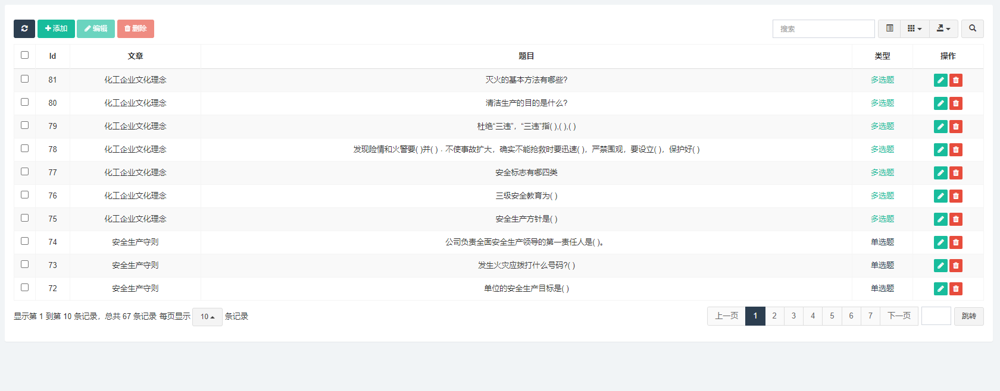 添加 编辑 删除 搜索
Id 文章 题目 类型 操作
81 化工企业文化理念 灭火的基本方法有哪些? 多选题
80 化工企业文化理念 清洁生产的目的是什么? 多选题
79 化工企业文化理念 杜绝“三违”，“三违”指( ),( ),( ) 多选题
78 化工企业文化理念 发现险情和火警要( )并( )﹒不使事故扩大，确实不能抢救时要迅速( )，严禁围观，要设立( )，保护好( ) 多选题
77 化工企业文化理念 安全标志有哪四类 多选题
76 化工企业文化理念 三级安全教育为( ) 多选题
75 化工企业文化理念 安全生产方针是( ) 多选题
74 安全生产守则 公司负责全面安全生产领导的第一责任人是( )。 单选题
73 安全生产守则 发生火灾应拨打什么号码?( ) 单选题
72 安全生产守则 单位的安全生产目标是( ) 单选题
显示第 1 到第 10 条记录，总共 67 条记录 每页显示 10 条记录 上一页 1 2 3 4 5 6 7 下一页 跳转